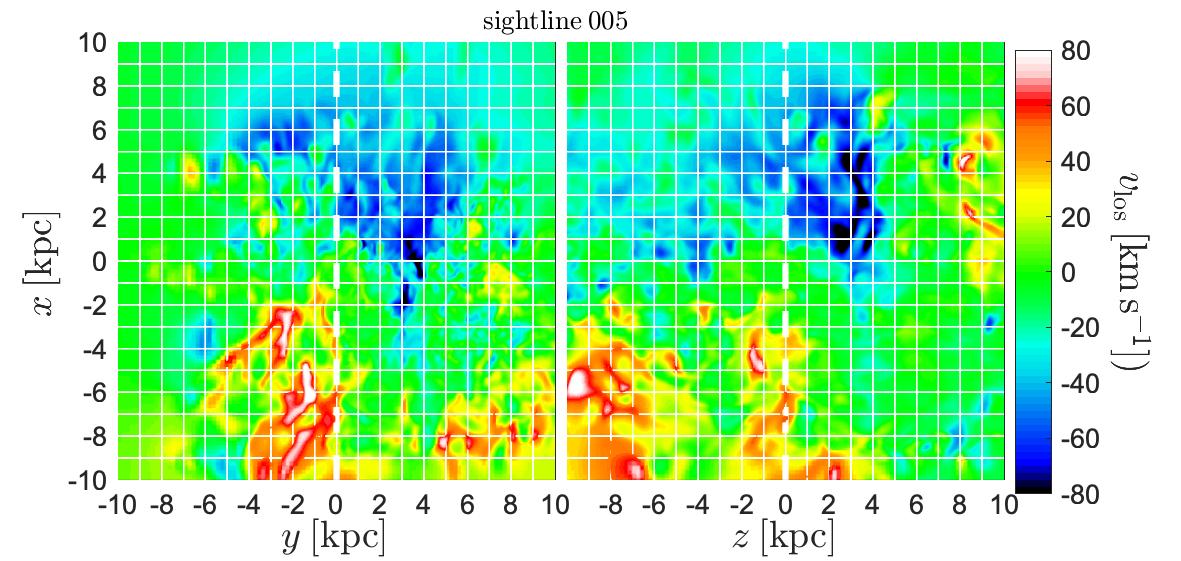 sightline 005
10
8
6
4
2
0
-2
-4
-6
-8
-10
x [kpc]
-10 -8 -6 -4 -2 0 2 4 6 8 10
y [kpc]
-8 -6 -4 -2 0 2 4 6 8 10
z [kpc]
80
60
40
20
0
-20
-40
-60
-80
v_los [km s⁻¹])